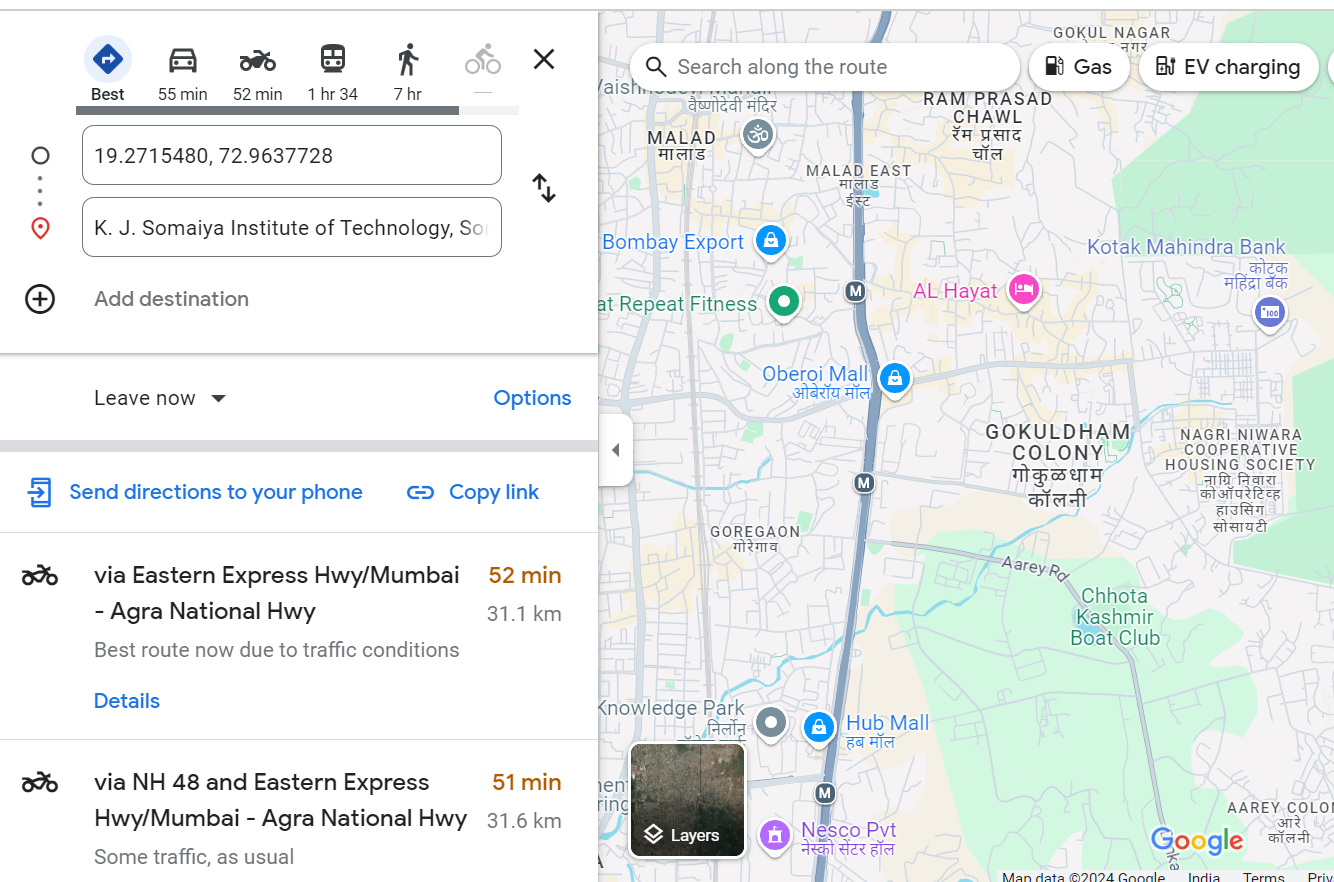 Best
55 min
52 min
1 hr 34
7 hr
—
19.2715480, 72.9637728
K. J. Somaiya Institute of Technology, So
Add destination
Leave now
Options
Send directions to your phone
Copy link
via Eastern Express Hwy/Mumbai
- Agra National Hwy
52 min
31.1 km
Best route now due to traffic conditions
Details
via NH 48 and Eastern Express
Hwy/Mumbai - Agra National Hwy
51 min
31.6 km
Some traffic, as usual
Search along the route
Gas
EV charging
GOKUL NAGAR
वैष्णोदेवी मंदिर
MALAD
मालाड
RAM PRASAD
CHAWL
रॅम प्रसाद
चॉल
MALAD EAST
मालाड
ईस्ट
Bombay Export
Kotak Mahindra Bank
कोटक
महिंद्रा बँक
M
AL Hayat
at Repeat Fitness
Oberoi Mall
ओबेरॉय मॉल
GOKULDHAM
COLONY
गोकुळधाम
कॉलनी
NAGRI NIWARA
COOPERATIVE
HOUSING SOCIETY
नाग्रि निवारा
कोऑपरेटिव्ह
हाउसिंग
सोसायटी
M
GOREGAON
गोरेगाव
Aarey Rd
Chhota
Kashmir
Boat Club
Knowledge Park
निर्लोन
Hub Mall
हब मॉल
M
Layers
Nesco Pvt
नेस्को सेंटर हॉल
AAREY COLON
आरे
कॉलनी
Google
Map data ©2024 Google
India
Terms
Priv